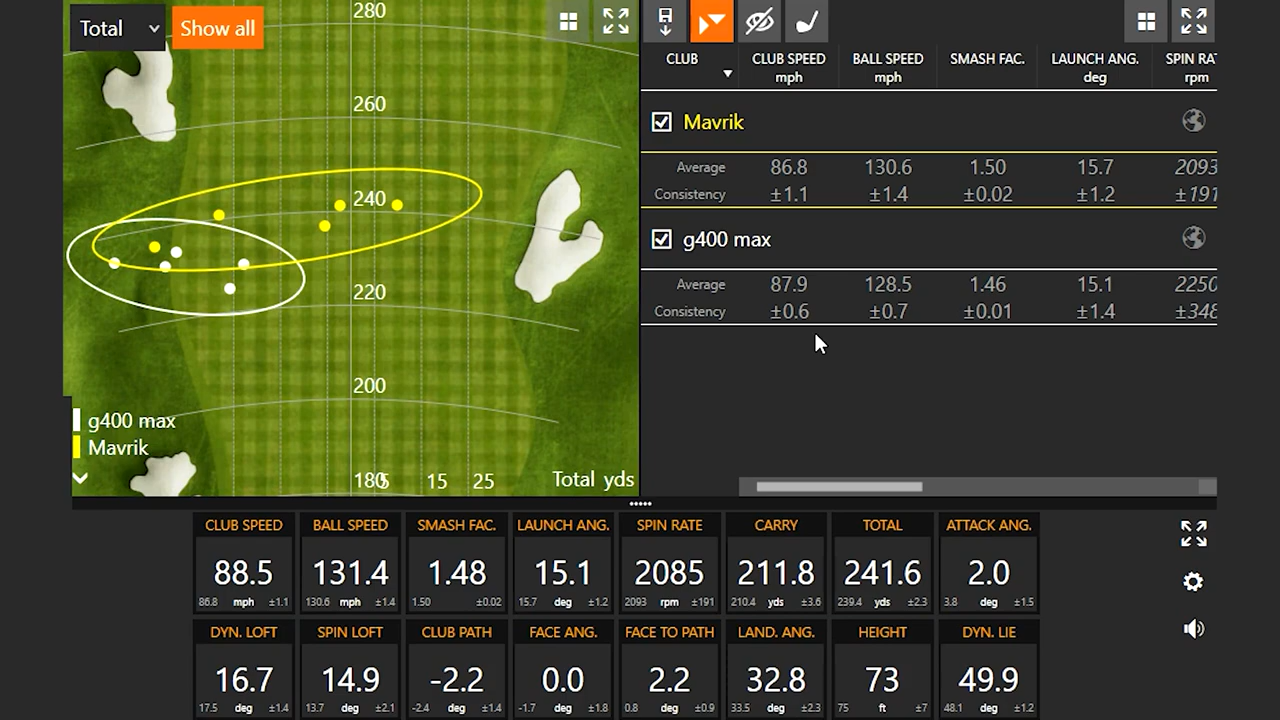 Total
Show all
280
260
240
220
200
180
5 15 25
Total yds
g400 max
Mavrik
CLUB CLUB SPEED BALL SPEED SMASH FAC. LAUNCH ANG. SPIN RA
mph mph deg rpm
Mavrik
Average 86.8 130.6 1.50 15.7 2093
Consistency ±1.1 ±1.4 ±0.02 ±1.2 ±191
g400 max
Average 87.9 128.5 1.46 15.1 2250
Consistency ±0.6 ±0.7 ±0.01 ±1.4 ±348
CLUB SPEED BALL SPEED SMASH FAC. LAUNCH ANG. SPIN RATE CARRY TOTAL ATTACK ANG.
88.5 131.4 1.48 15.1 2085 211.8 241.6 2.0
86.8 mph ±1.1 130.6 mph ±1.4 1.50 ±0.02 15.7 deg ±1.2 2093 rpm ±191 210.4 yds ±3.6 239.4 yds ±2.3 3.8 deg ±1.5
DYN. LOFT SPIN LOFT CLUB PATH FACE ANG. FACE TO PATH LAND. ANG. HEIGHT DYN. LIE
16.7 14.9 -2.2 0.0 2.2 32.8 73 49.9
17.5 deg ±1.4 13.7 deg ±2.1 -2.4 deg ±1.4 -1.7 deg ±1.8 0.8 deg ±0.9 33.5 deg ±2.3 75 ft ±7 48.1 deg ±1.2